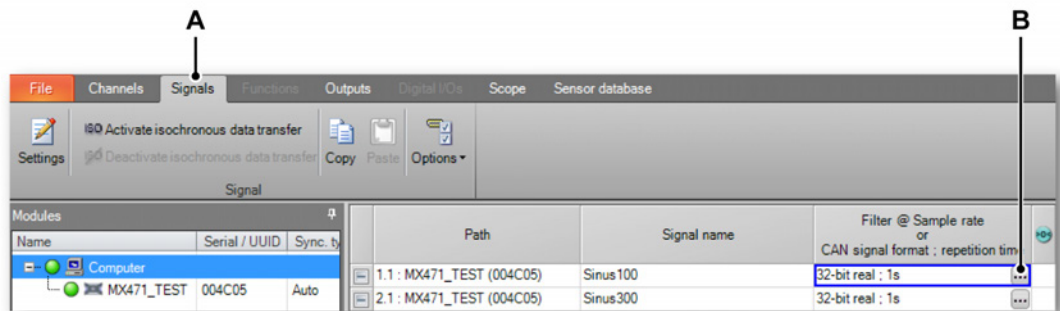 A B
File Channels Signals Functions Outputs Digital I/Os Scope Sensor database
ISO Activate isochronous data transfer
Settings ISO Deactivate isochronous data transfer Copy Paste Options
Signal
Modules
Name Serial / UUID Sync. ty
Path Signal name Filter @ Sample rate
or
CAN signal format ; repetition time
Computer
MX471_TEST 004C05 Auto
1.1 : MX471_TEST (004C05) Sinus100 32-bit real ; 1s ...
2.1 : MX471_TEST (004C05) Sinus300 32-bit real ; 1s ...